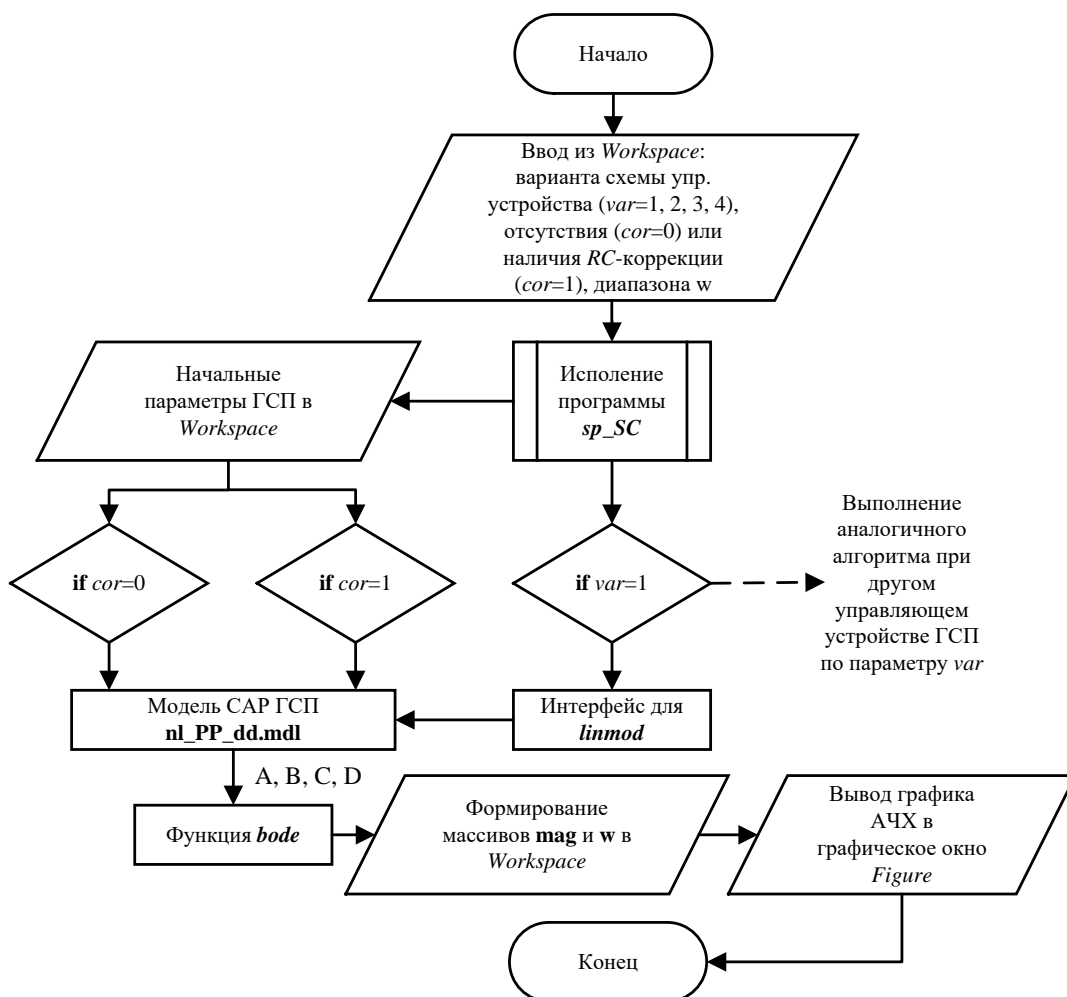 Начало
Ввод из Workspace:
варианта схемы упр.
устройства (var=1, 2, 3, 4),
отсутствия (cor=0) или
наличия RC-коррекции
(cor=1), диапазона w
Начальные
параметры ГСП в
Workspace
Исполение
программы
sp_SC
if cor=0
if cor=1
if var=1
Выполнение
аналогичного
алгоритма при
другом
управляющем
устройстве ГСП
по параметру var
Модель САР ГСП
nl_PP_dd.mdl
Интерфейс для
linmod
A, B, C, D
Функция bode
Формирование
массивов mag и w в
Workspace
Вывод графика
АЧХ в
графическое окно
Figure
Конец